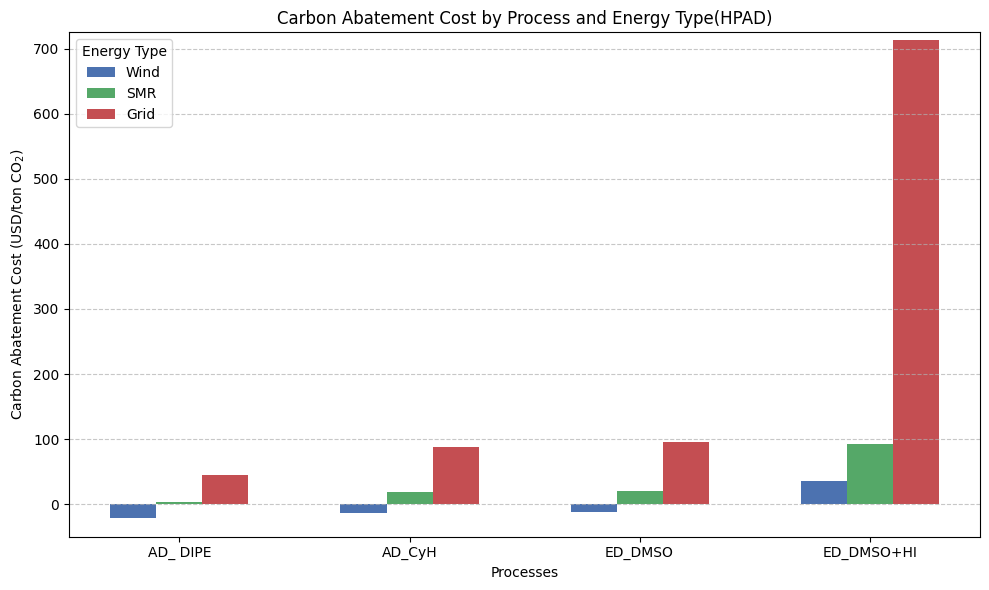 Carbon Abatement Cost by Process and Energy Type(HPAD)
Energy Type
Wind
SMR
Grid
Carbon Abatement Cost (USD/ton CO₂)
700
600
500
400
300
200
100
0
AD_ DIPE
AD_CyH
ED_DMSO
ED_DMSO+HI
Processes